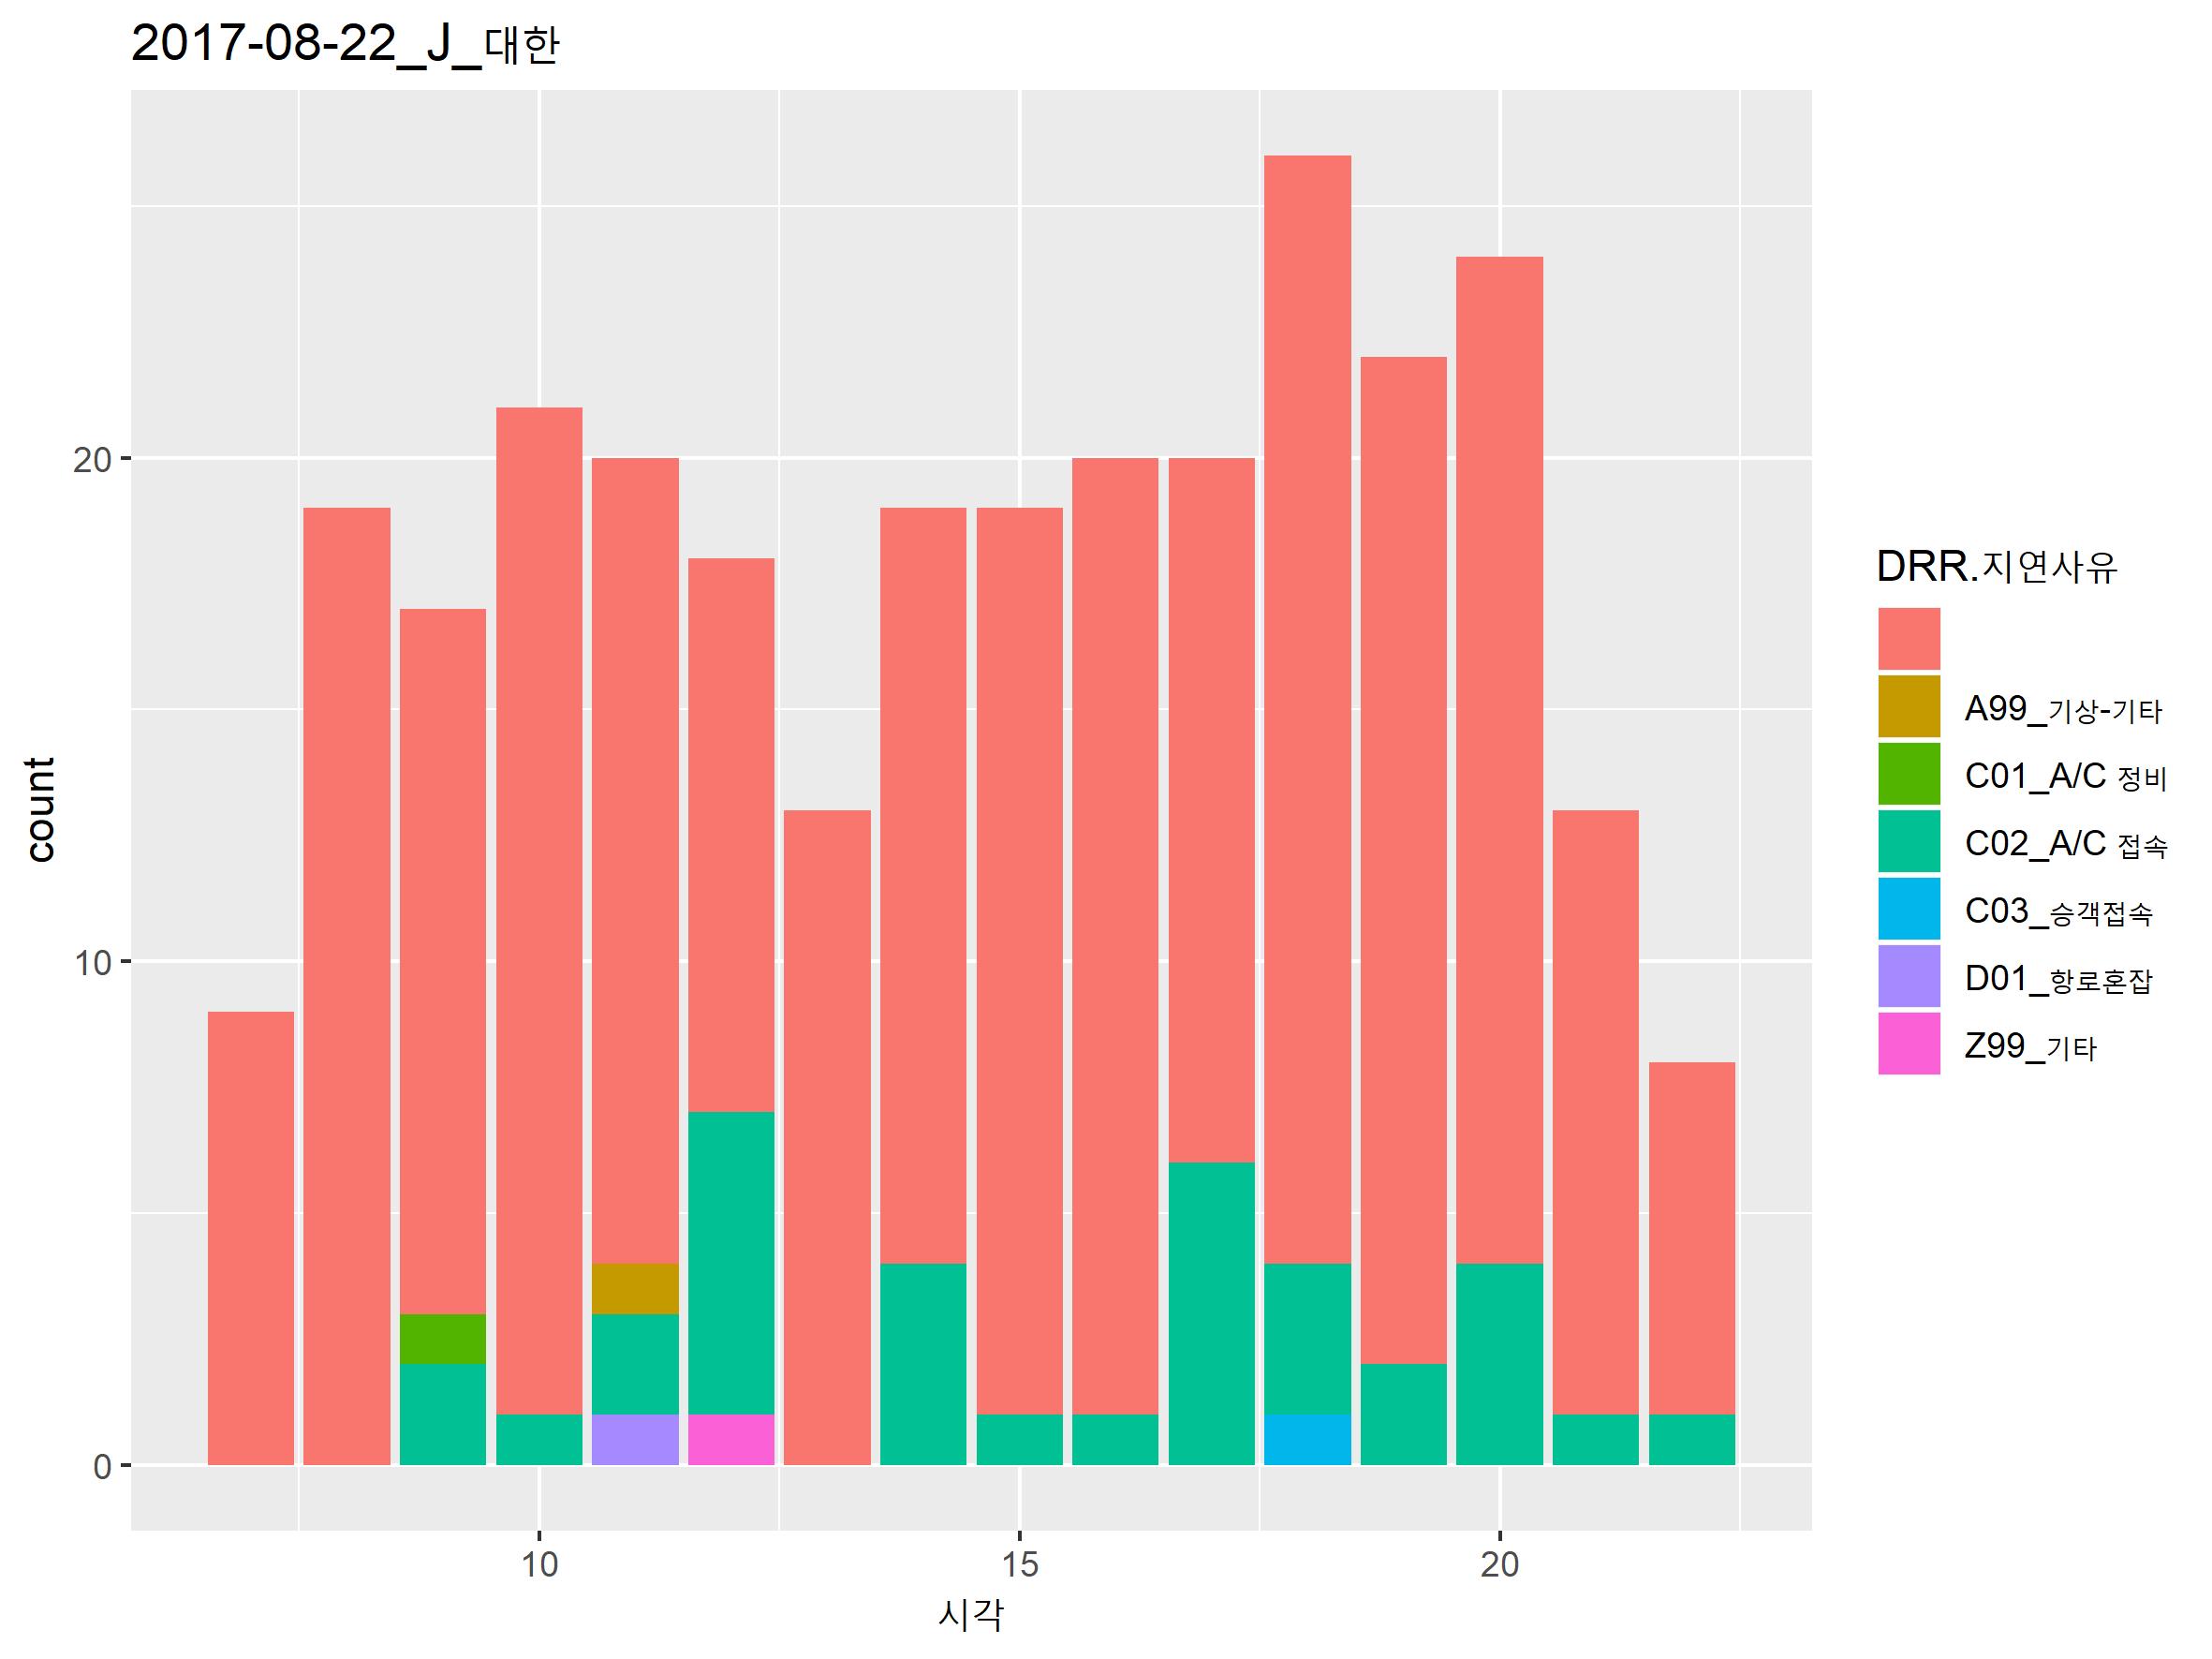 2017-08-22_J_대한
count
20
10
0
10
15
20
시각
DRR.지연사유
A99_기상-기타
C01_A/C 정비
C02_A/C 접속
C03_승객접속
D01_항로혼잡
Z99_기타